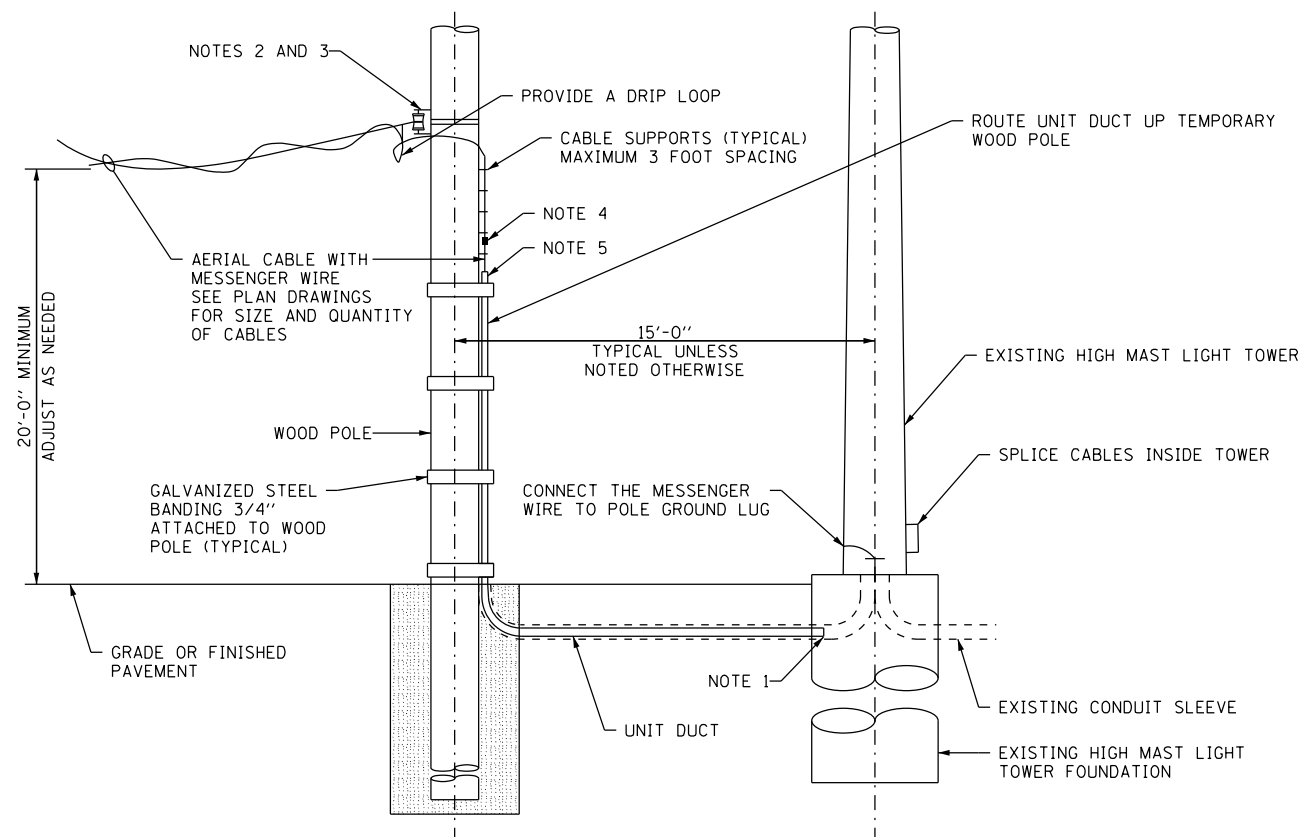 NOTES 2 AND 3
PROVIDE A DRIP LOOP
CABLE SUPPORTS (TYPICAL)
MAXIMUM 3 FOOT SPACING
ROUTE UNIT DUCT UP TEMPORARY
WOOD POLE
NOTE 4
NOTE 5
AERIAL CABLE WITH
MESSENGER WIRE
SEE PLAN DRAWINGS
FOR SIZE AND QUANTITY
OF CABLES
20'-0'' MINIMUM
ADJUST AS NEEDED
15'-0''
TYPICAL UNLESS
NOTED OTHERWISE
EXISTING HIGH MAST LIGHT TOWER
WOOD POLE
SPLICE CABLES INSIDE TOWER
GALVANIZED STEEL
BANDING 3/4''
ATTACHED TO WOOD
POLE (TYPICAL)
CONNECT THE MESSENGER
WIRE TO POLE GROUND LUG
GRADE OR FINISHED
PAVEMENT
NOTE 1
UNIT DUCT
EXISTING CONDUIT SLEEVE
EXISTING HIGH MAST LIGHT
TOWER FOUNDATION